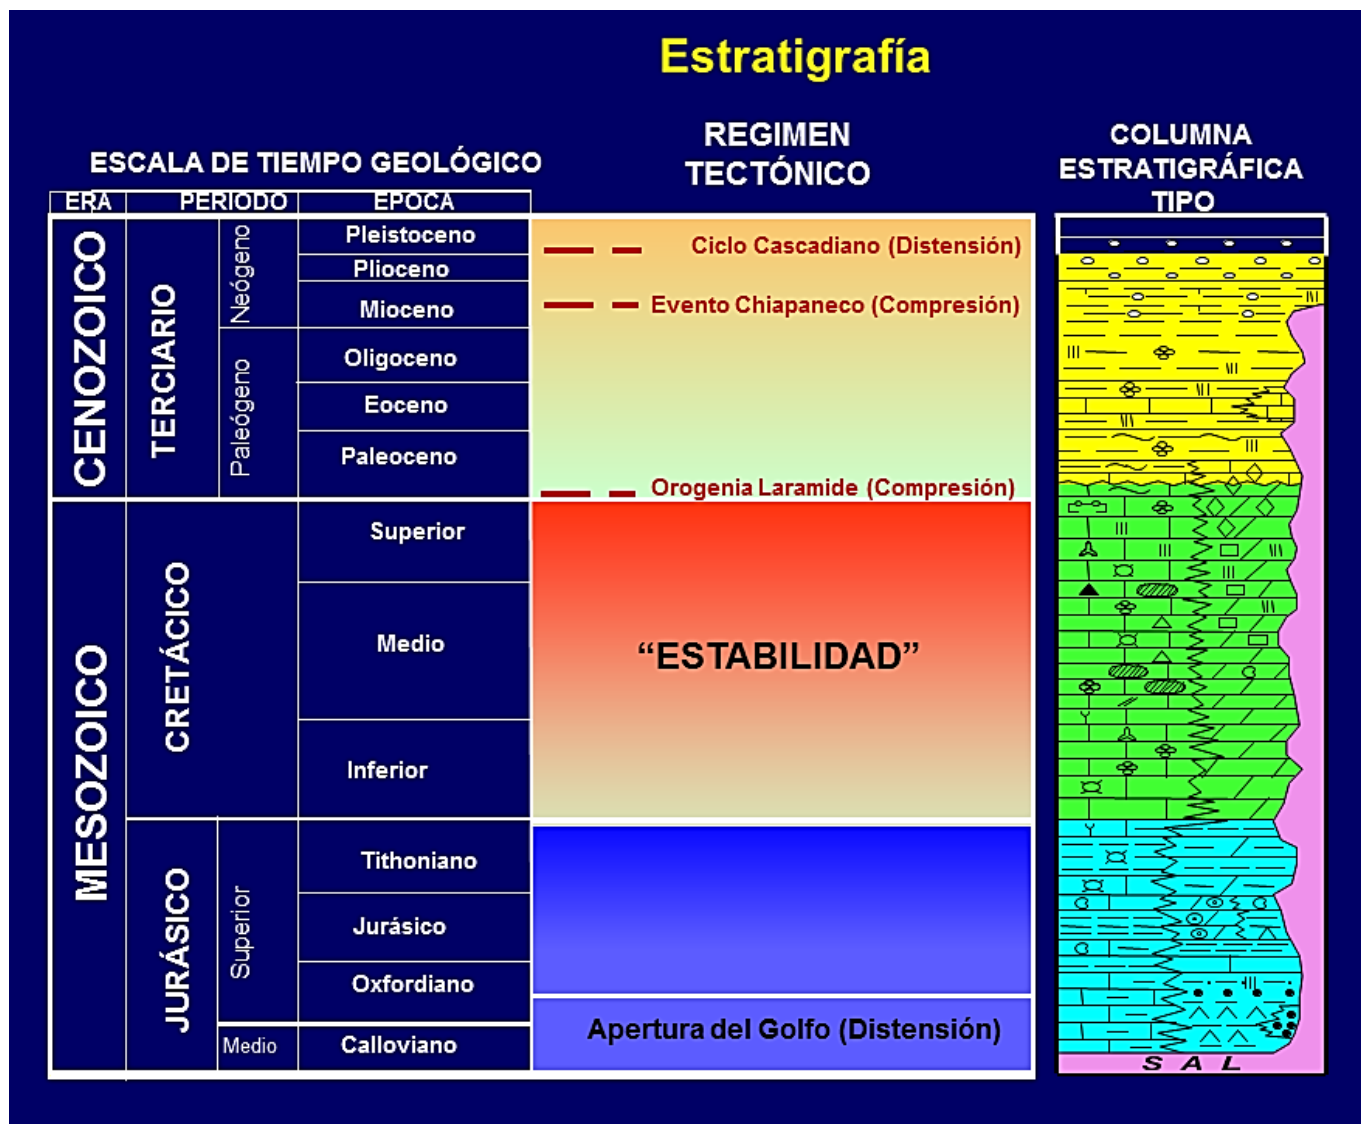 Estratigrafía
ESCALA DE TIEMPO GEOLÓGICO
REGIMEN
TECTÓNICO
COLUMNA
ESTRATIGRÁFICA
TIPO
ERA
PERIODO
EPOCA
CENOZOICO
TERCIARIO
Neógeno
Pleistoceno
Plioceno
Mioceno
Paleógeno
Oligoceno
Eoceno
Paleoceno
Ciclo Cascadiano (Distensión)
Evento Chiapaneco (Compresión)
Orogenia Laramide (Compresión)
MESOZOICO
CRETÁCICO
Superior
Medio
Inferior
“ESTABILIDAD”
JURÁSICO
Superior
Tithoniano
Jurásico
Oxfordiano
Medio
Calloviano
Apertura del Golfo (Distensión)
SAL